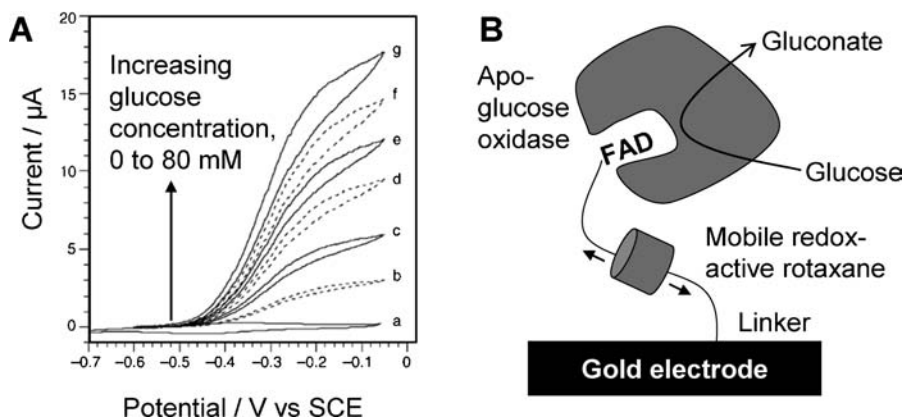 A
20
15
10
5
0
Current / µA
Increasing
glucose
concentration,
0 to 80 mM
g
f
e
d
c
b
a
–0.7 –0.6 –0.5 –0.4 –0.3 –0.2 –0.1 0
Potential / V vs SCE
B
Gluconate
Apo-
glucose
oxidase
FAD
Glucose
Mobile redox-
active rotaxane
Linker
Gold electrode